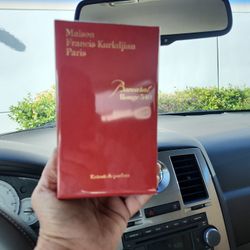 Maison
Francis Kurkdjian
Paris
Baccarat
Rouge 540
Extrait de parfum